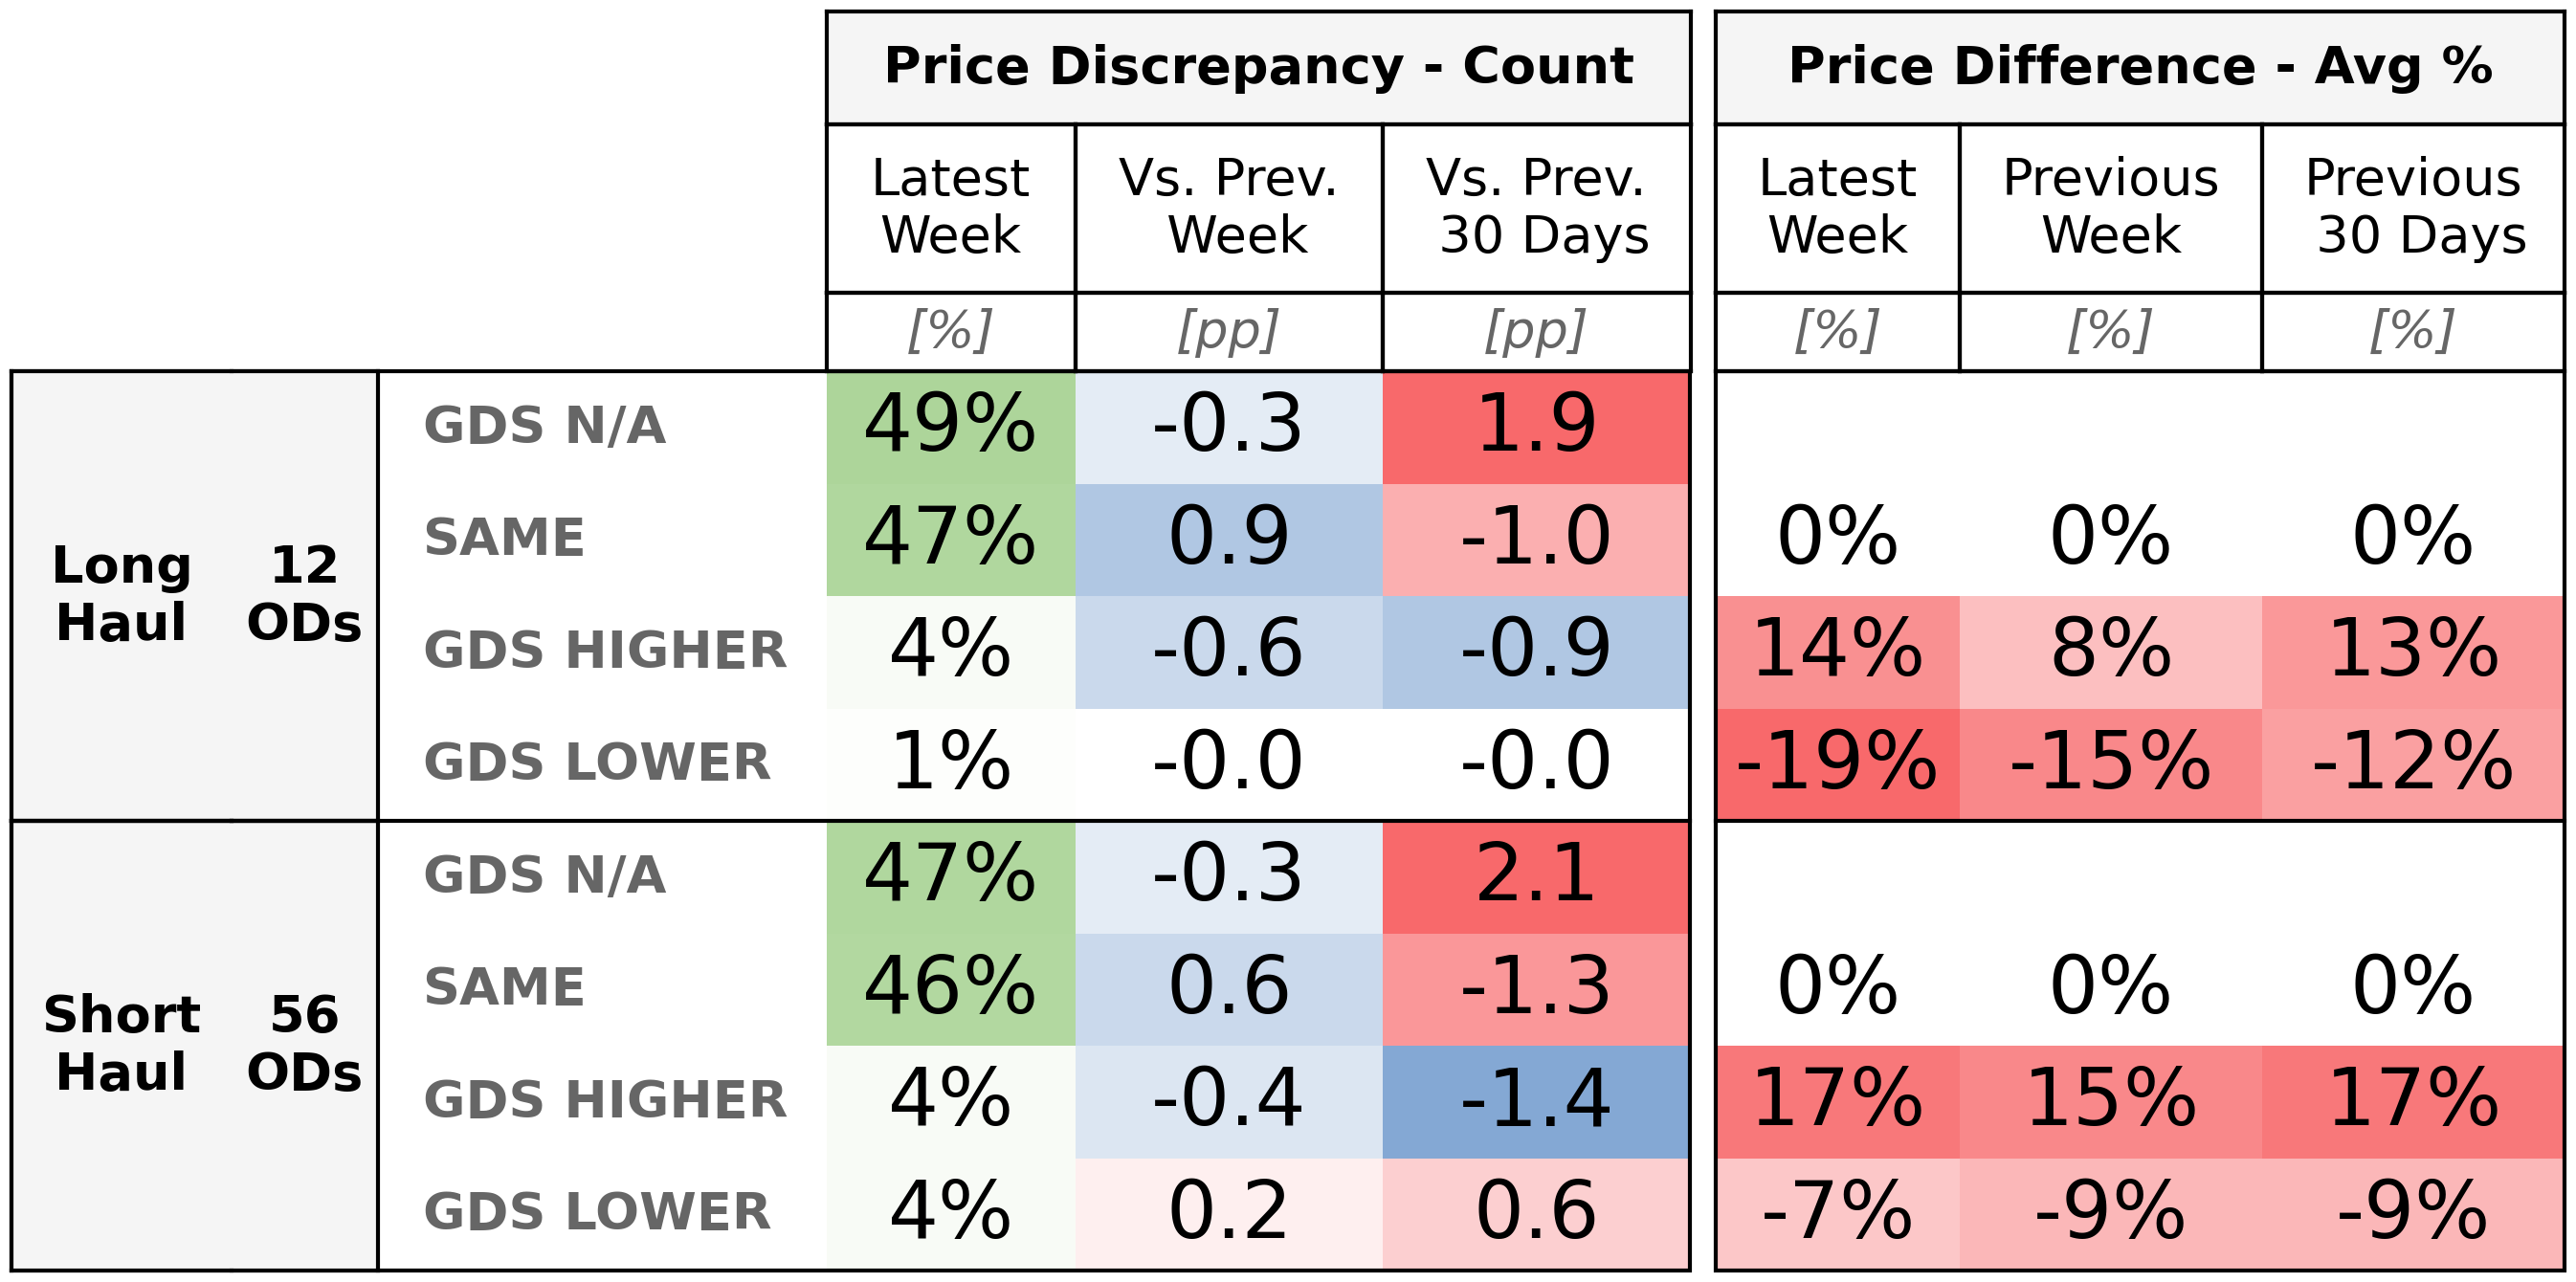 Price Discrepancy - Count Price Difference - Avg %
Latest Week Vs. Prev. Week Vs. Prev. 30 Days Latest Week Previous Week Previous 30 Days
[%] [pp] [pp] [%] [%] [%]
Long Haul 12 ODs
GDS N/A 49% -0.3 1.9
SAME 47% 0.9 -1.0 0% 0% 0%
GDS HIGHER 4% -0.6 -0.9 14% 8% 13%
GDS LOWER 1% -0.0 -0.0 -19% -15% -12%
Short Haul 56 ODs
GDS N/A 47% -0.3 2.1
SAME 46% 0.6 -1.3 0% 0% 0%
GDS HIGHER 4% -0.4 -1.4 17% 15% 17%
GDS LOWER 4% 0.2 0.6 -7% -9% -9%